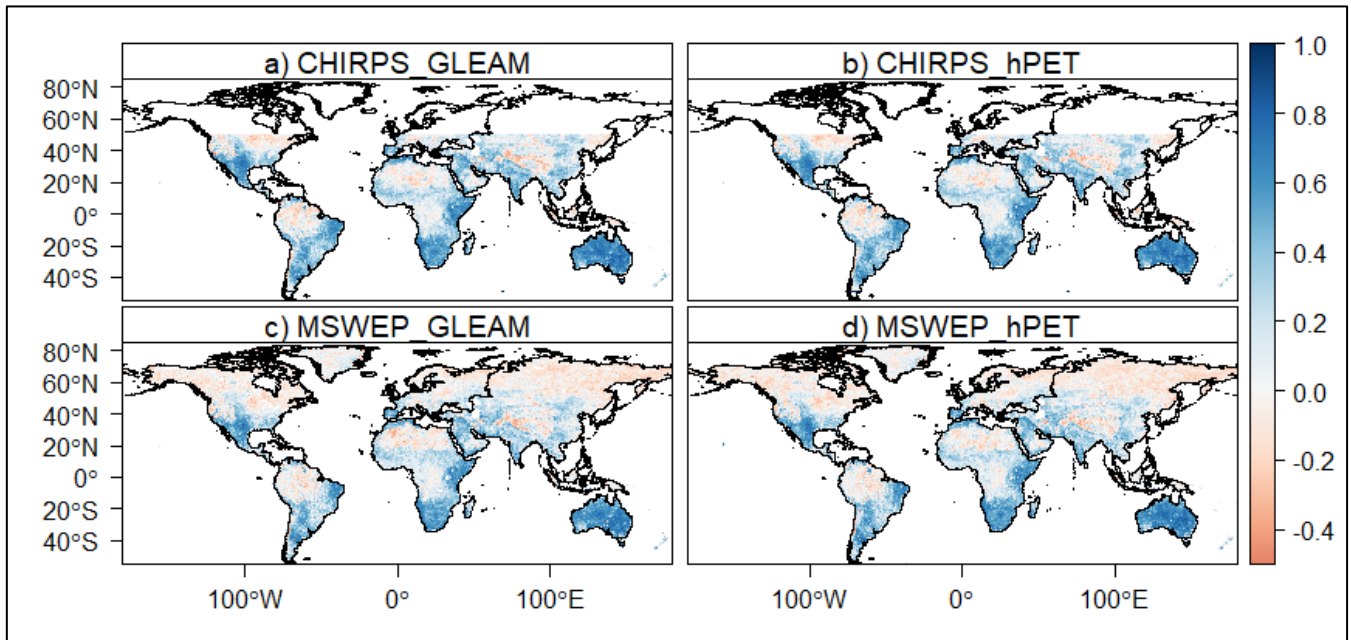 a) CHIRPS_GLEAM
b) CHIRPS_hPET
80°N
60°N
40°N
20°N
0°
20°S
40°S
c) MSWEP_GLEAM
d) MSWEP_hPET
80°N
60°N
40°N
20°N
0°
20°S
40°S
100°W 0° 100°E
100°W 0° 100°E
1.0
0.8
0.6
0.4
0.2
0.0
-0.2
-0.4